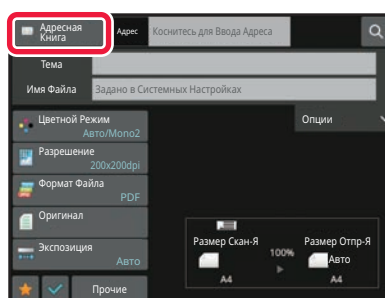 Адресная
Книга
Адрес
Коснитесь для Ввода Адреса
Тема
Имя Файла
Задано в Системных Настройках
Цветной Режим
Авто/Mono2
Опции
Разрешение
200x200dpi
Формат Файла
PDF
Оригинал
Экспозиция
Авто
Размер Скан-Я
100%
Размер Отпр-Я
Авто
A4
A4
Прочие